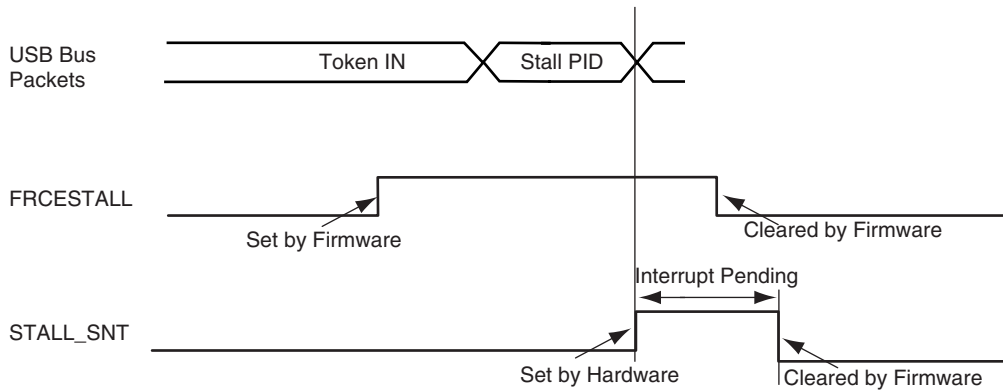 USB Bus
Packets
Token IN
Stall PID
FRCESTALL
Set by Firmware
Cleared by Firmware
Interrupt Pending
STALL_SNT
Set by Hardware
Cleared by Firmware